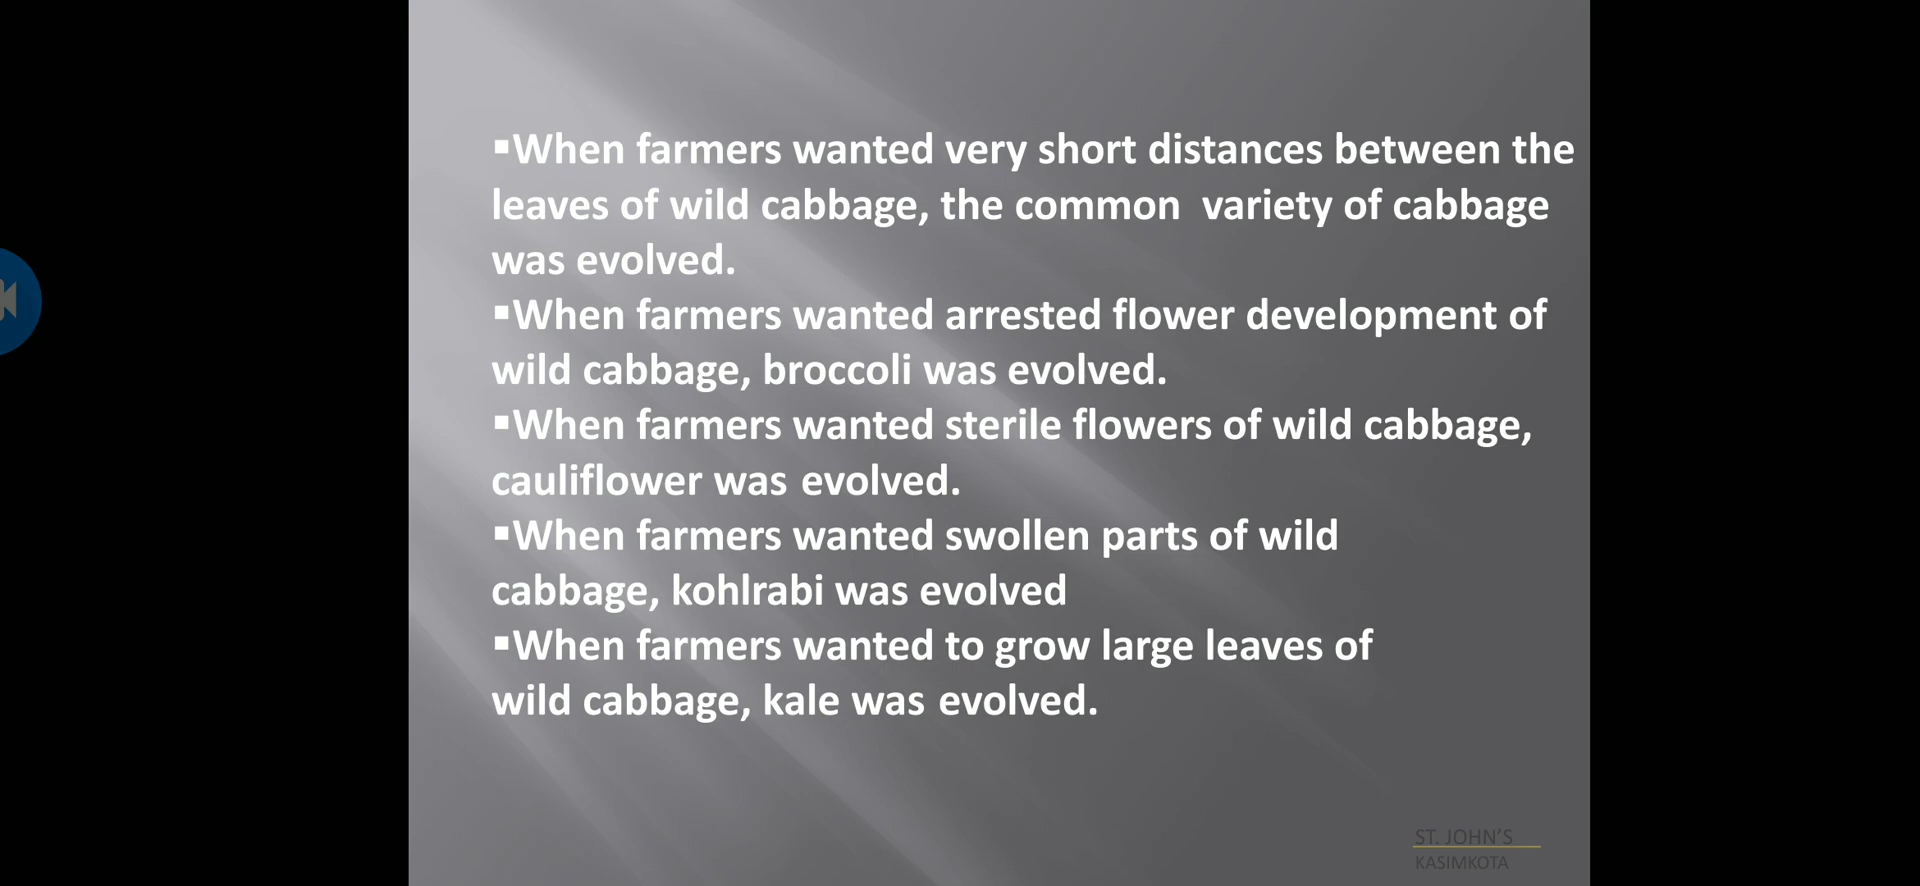 ▪When farmers wanted very short distances between the
leaves of wild cabbage, the common  variety of cabbage
was evolved.
▪When farmers wanted arrested flower development of
wild cabbage, broccoli was evolved.
▪When farmers wanted sterile flowers of wild cabbage,
cauliflower was evolved.
▪When farmers wanted swollen parts of wild
cabbage, kohlrabi was evolved
▪When farmers wanted to grow large leaves of
wild cabbage, kale was evolved.
ST. JOHN'S
KASIMKOTA